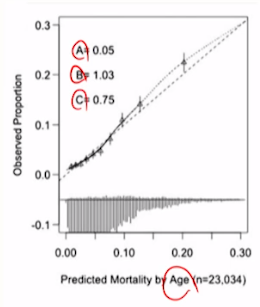 0.3
A= 0.05
0.2
B= 1.03
C= 0.75
0.1
0.0
-0.1
Observed Proportion
0.00 0.10 0.20 0.30
Predicted Mortality by Age (n=23,034)